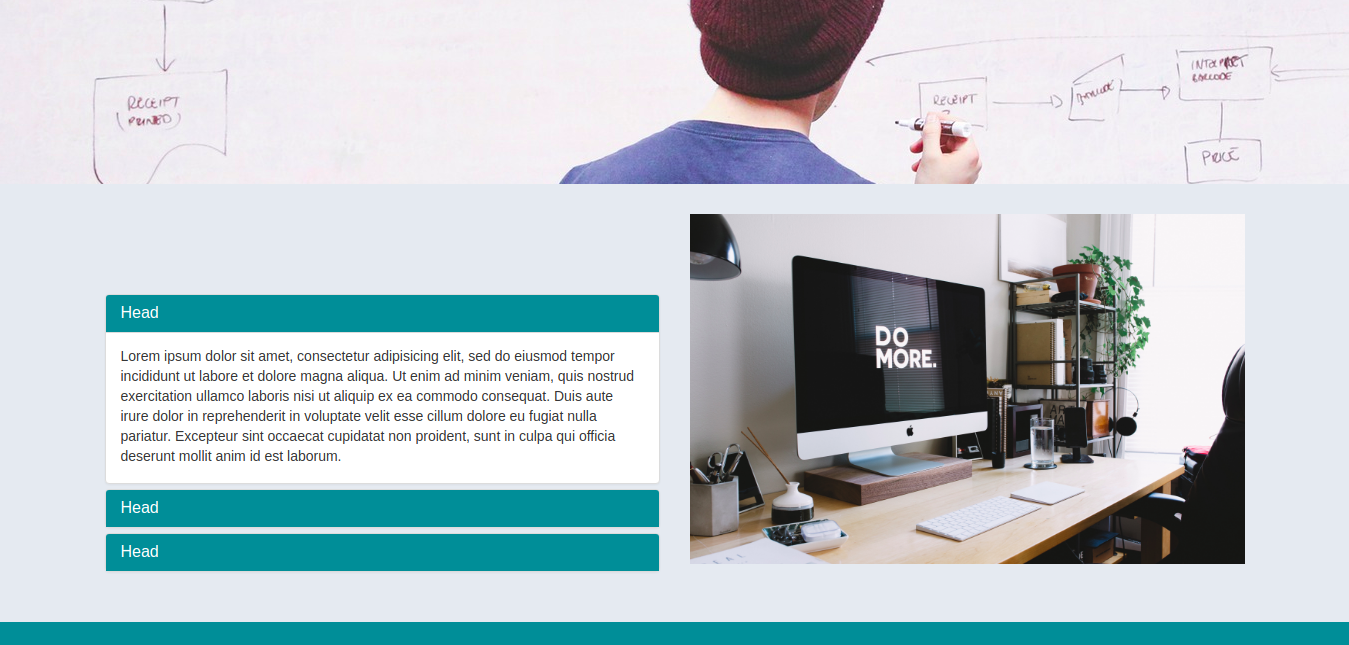 RECEIPT
(PRINTED)
RECEIPT
?
BARCODE
INTERPRET
BARCODE
PRICE
Head
Lorem ipsum dolor sit amet, consectetur adipisicing elit, sed do eiusmod tempor
incididunt ut labore et dolore magna aliqua. Ut enim ad minim veniam, quis nostrud
exercitation ullamco laboris nisi ut aliquip ex ea commodo consequat. Duis aute
irure dolor in reprehenderit in voluptate velit esse cillum dolore eu fugiat nulla
pariatur. Excepteur sint occaecat cupidatat non proident, sunt in culpa qui officia
deserunt mollit anim id est laborum.
Head
Head
DO
MORE.